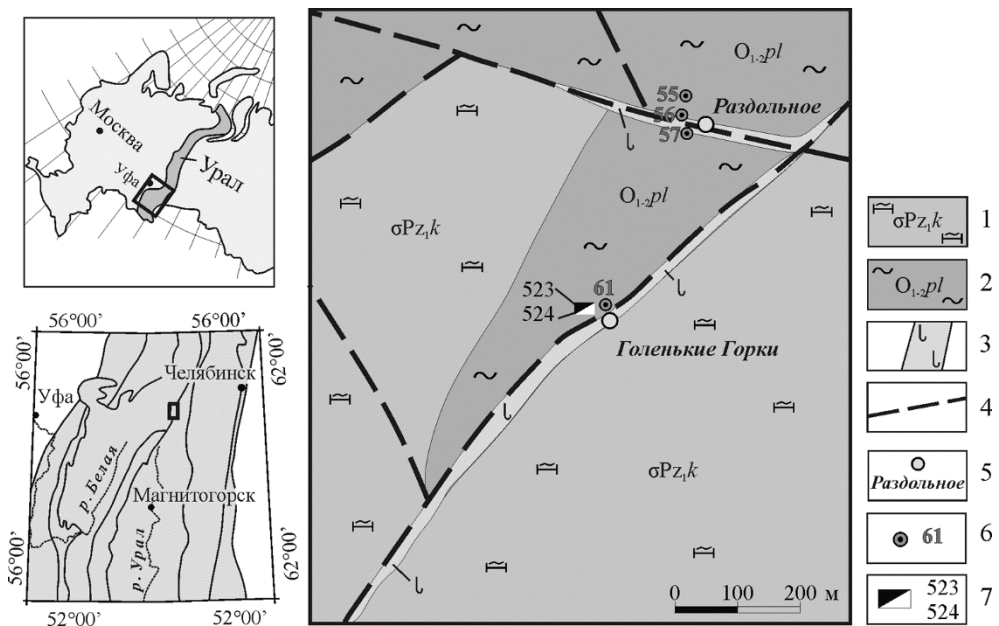 Москва
Уфа
Урал
56°00'
56°00'
56°00'
62°00'
Уфа
Челябинск
р. Белая
Магнитогорск
р. Урал
56°00'
62°00'
52°00'
52°00'
O₁₋₂pl
55
Раздольное
56
57
O₁₋₂pl
σPz₁k
61
523
524
Голенькие Горки
σPz₁k
0 100 200 м
σPz₁k 1
O₁₋₂pl 2
3
4
Раздольное 5
61 6
523
524 7